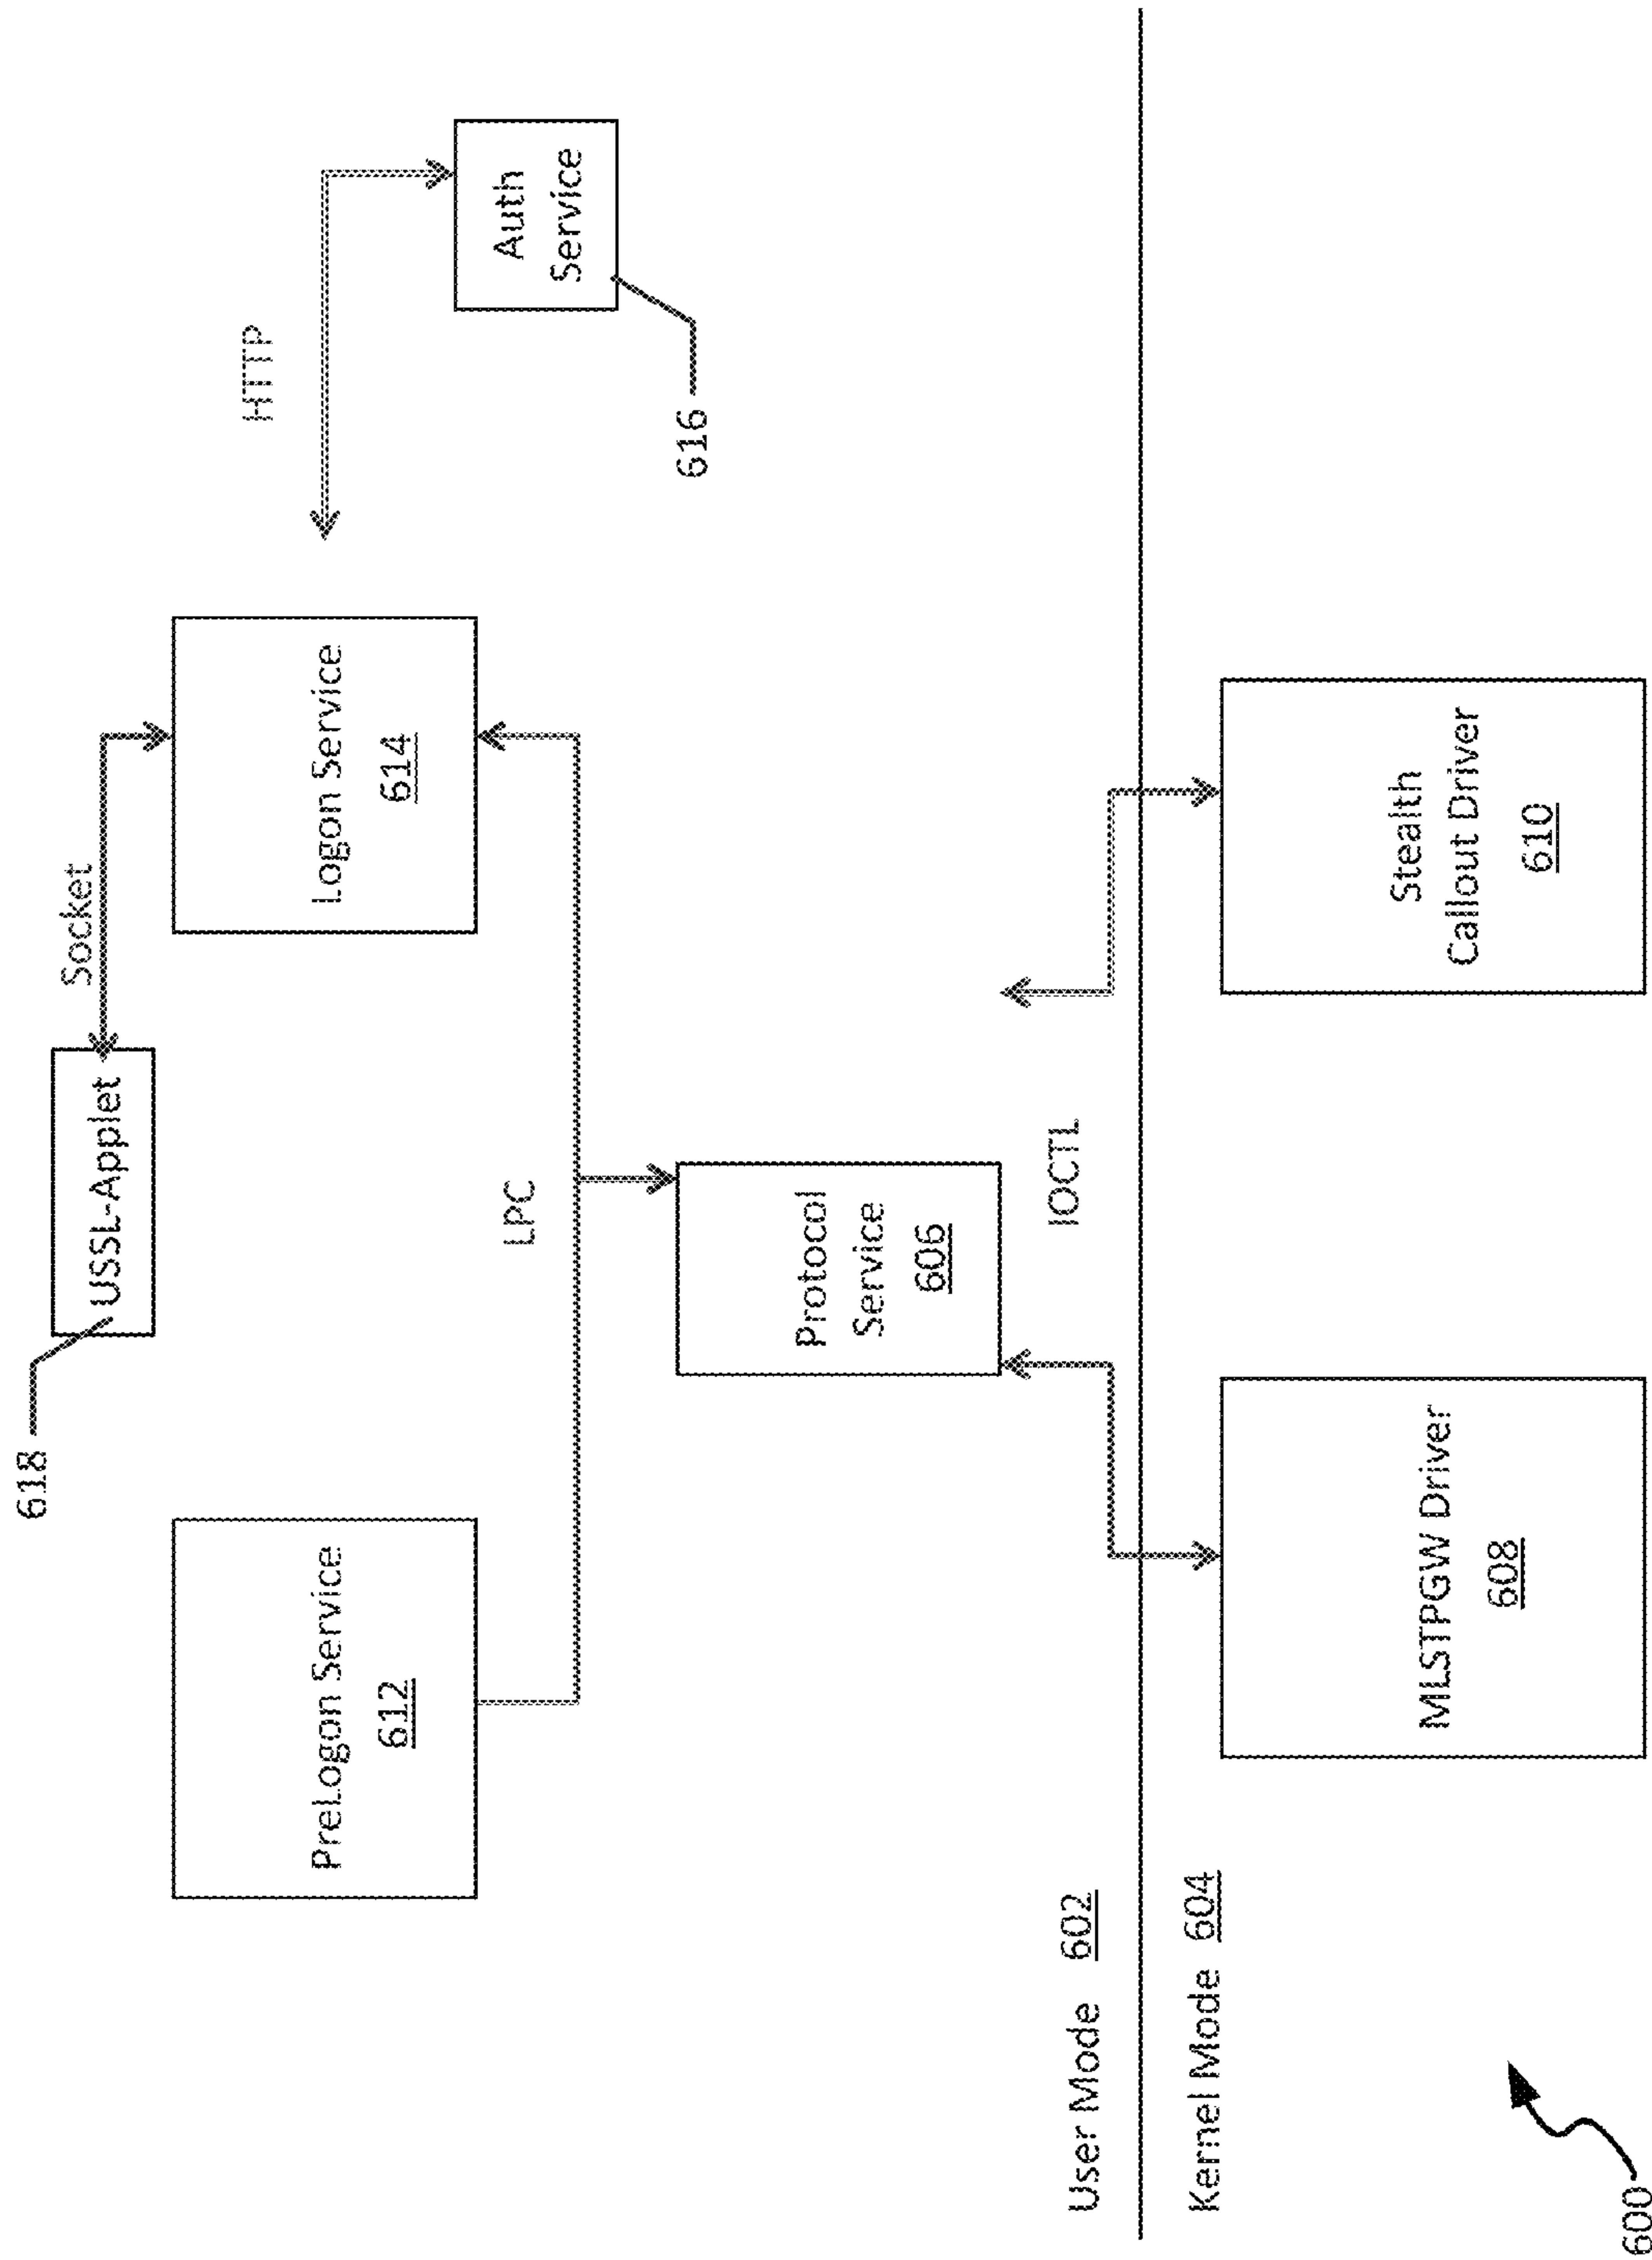 618
USSL-Applet
Socket
PreLogon Service
612
Logon Service
614
HTTP
LPC
Auth
Service
616
Protocol
Service
606
IOCTL
User Mode 602
Kernel Mode 604
MLSTPGW Driver
608
Stealth
Callout Driver
610
600